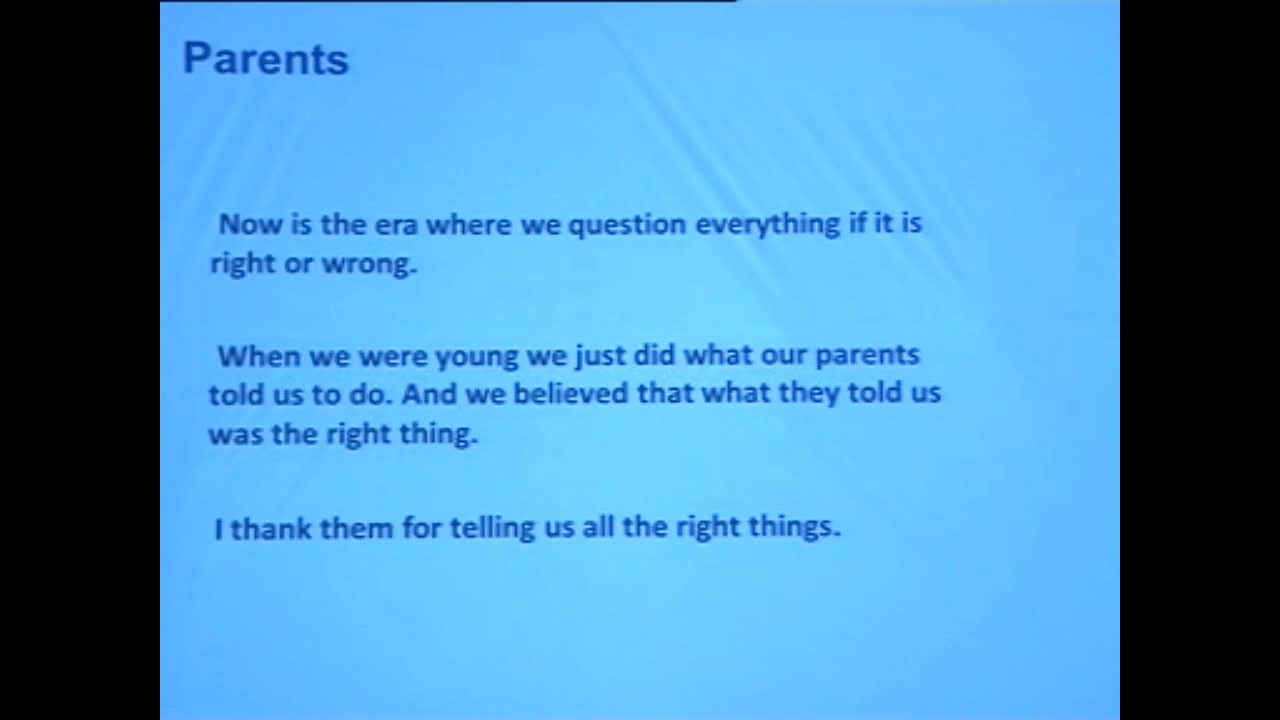 Parents
Now is the era where we question everything if it is
right or wrong.
When we were young we just did what our parents
told us to do. And we believed that what they told us
was the right thing.
I thank them for telling us all the right things.